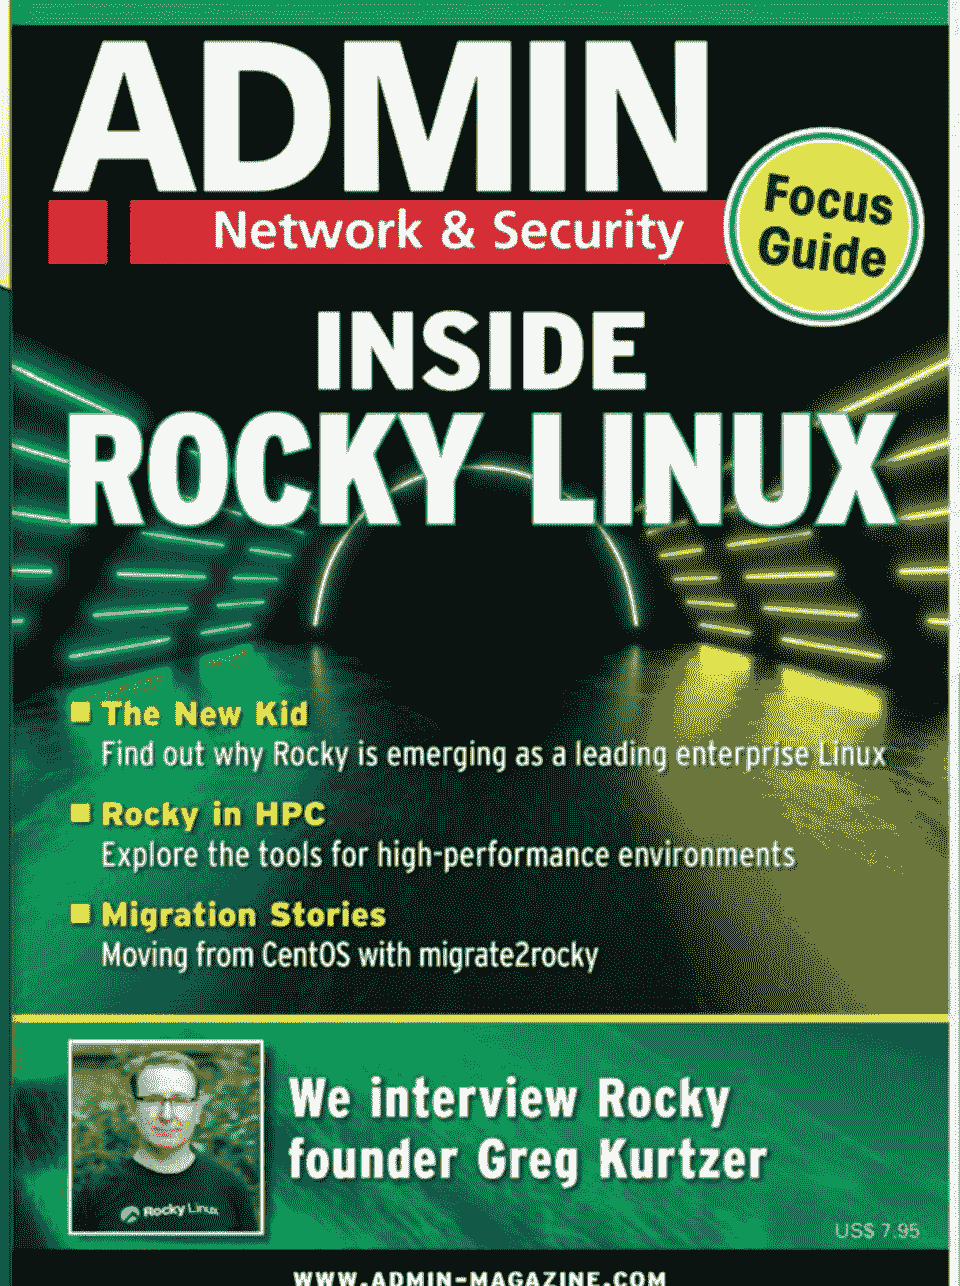 ADMIN
Network & Security
Focus
Guide
INSIDE
ROCKY LINUX
The New Kid
Find out why Rocky is emerging as a leading enterprise Linux
Rocky in HPC
Explore the tools for high-performance environments
Migration Stories
Moving from CentOS with migrate2rocky
We interview Rocky
founder Greg Kurtzer
Rocky Linux
US$ 7.95
WWW.ADMIN-MAGAZINE.COM